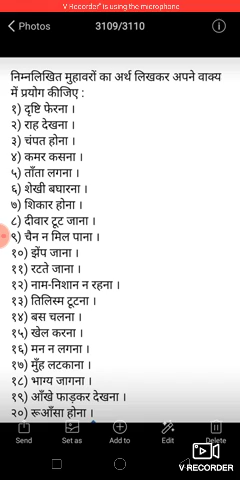 V Recorder" is using the microphone
Photos
3109/3110
निम्नलिखित मुहावरों का अर्थ लिखकर अपने वाक्य
में प्रयोग कीजिए :
१) दृष्टि फेरना ।
२) राह देखना ।
३) चंपत होना ।
४) कमर कसना ।
५) ताँता लगना ।
६) शेखी बघारना ।
७) शिकार होना ।
८) दीवार टूट जाना ।
९) चैन न मिल पाना ।
१०) झेंप जाना ।
११) रटते जाना ।
१२) नाम-निशान न रहना ।
१३) तिलिस्म टूटना ।
१४) बस चलना ।
१५) खेल करना ।
१६) मन न लगना ।
१७) मुँह लटकाना ।
१८) भाग्य जागना ।
१९) आँखे फाड़कर देखना ।
२०) रूआँसा होना ।
Send
Set as
Add to
Edit
Delete
V RECORDER